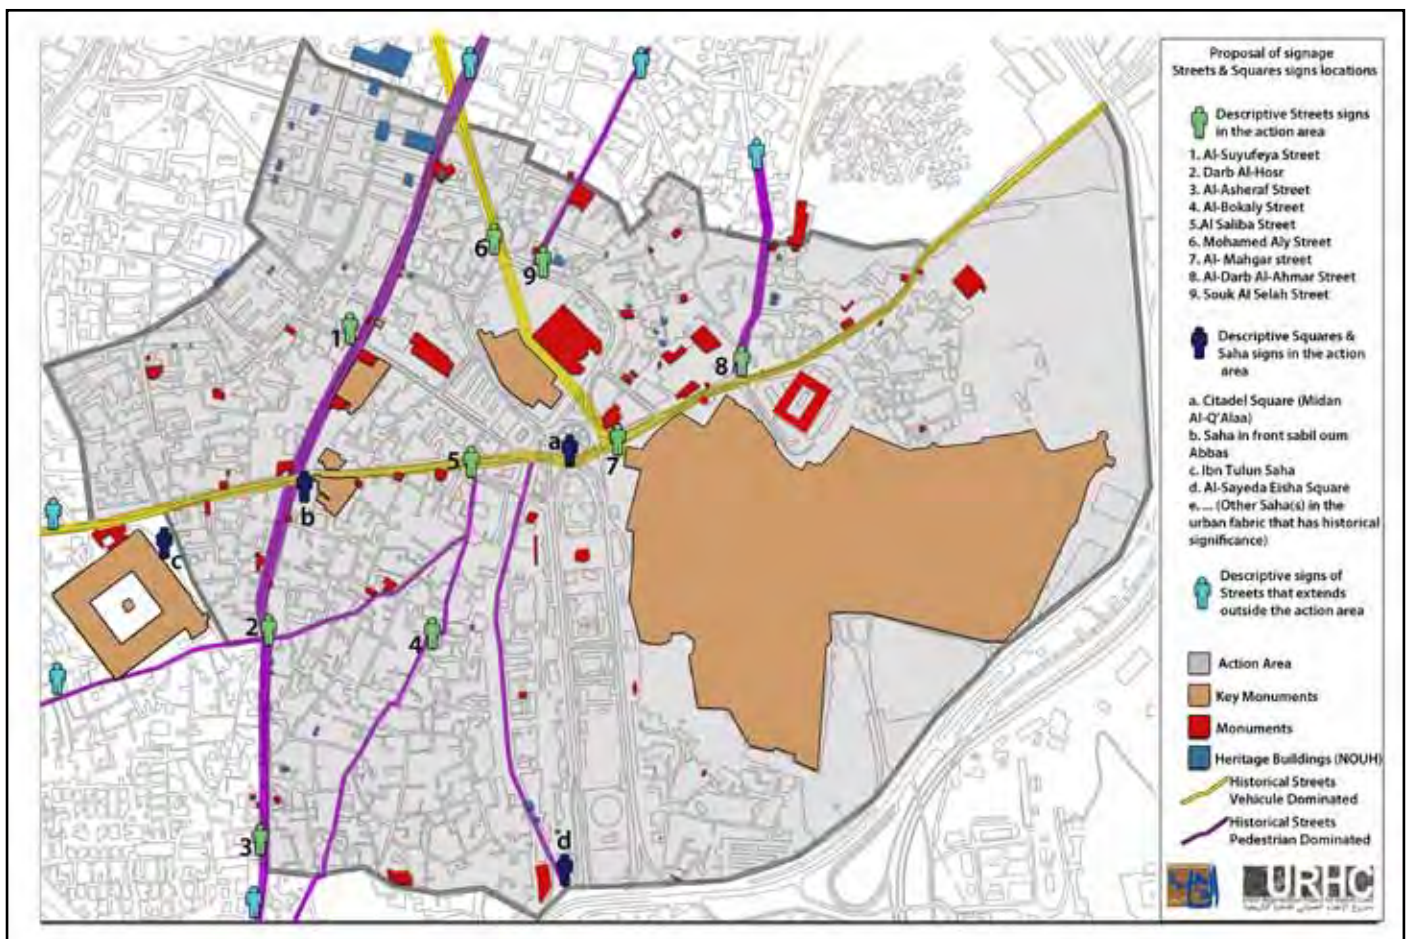 Proposal of signage
Streets & Squares signs locations
Descriptive Streets signs
in the action area
1. Al-Suyufeya Street
2. Darb Al-Hosr
3. Al-Asheraf Street
4. Al-Bokaly Street
5.Al Saliba Street
6. Mohamed Aly Street
7. Al- Mahgar street
8. Al-Darb Al-Ahmar Street
9. Souk Al Selah Street
Descriptive Squares &
Saha signs in the action
area
a. Citadel Square (Midan
Al-Q'Alaa)
b. Saha in front sabil oum
Abbas
c. Ibn Tulun Saha
d. Al-Sayeda Eisha Square
e. ... (Other Saha(s) in the
urban fabric that has historical
significance)
Descriptive signs of
Streets that extends
outside the action area
Action Area
Key Monuments
Monuments
Heritage Buildings (NOUH)
Historical Streets
Vehicule Dominated
Historical Streets
Pedestrian Dominated
URHC
6
9
1
8
a
5
7
b
c
2
4
3
d